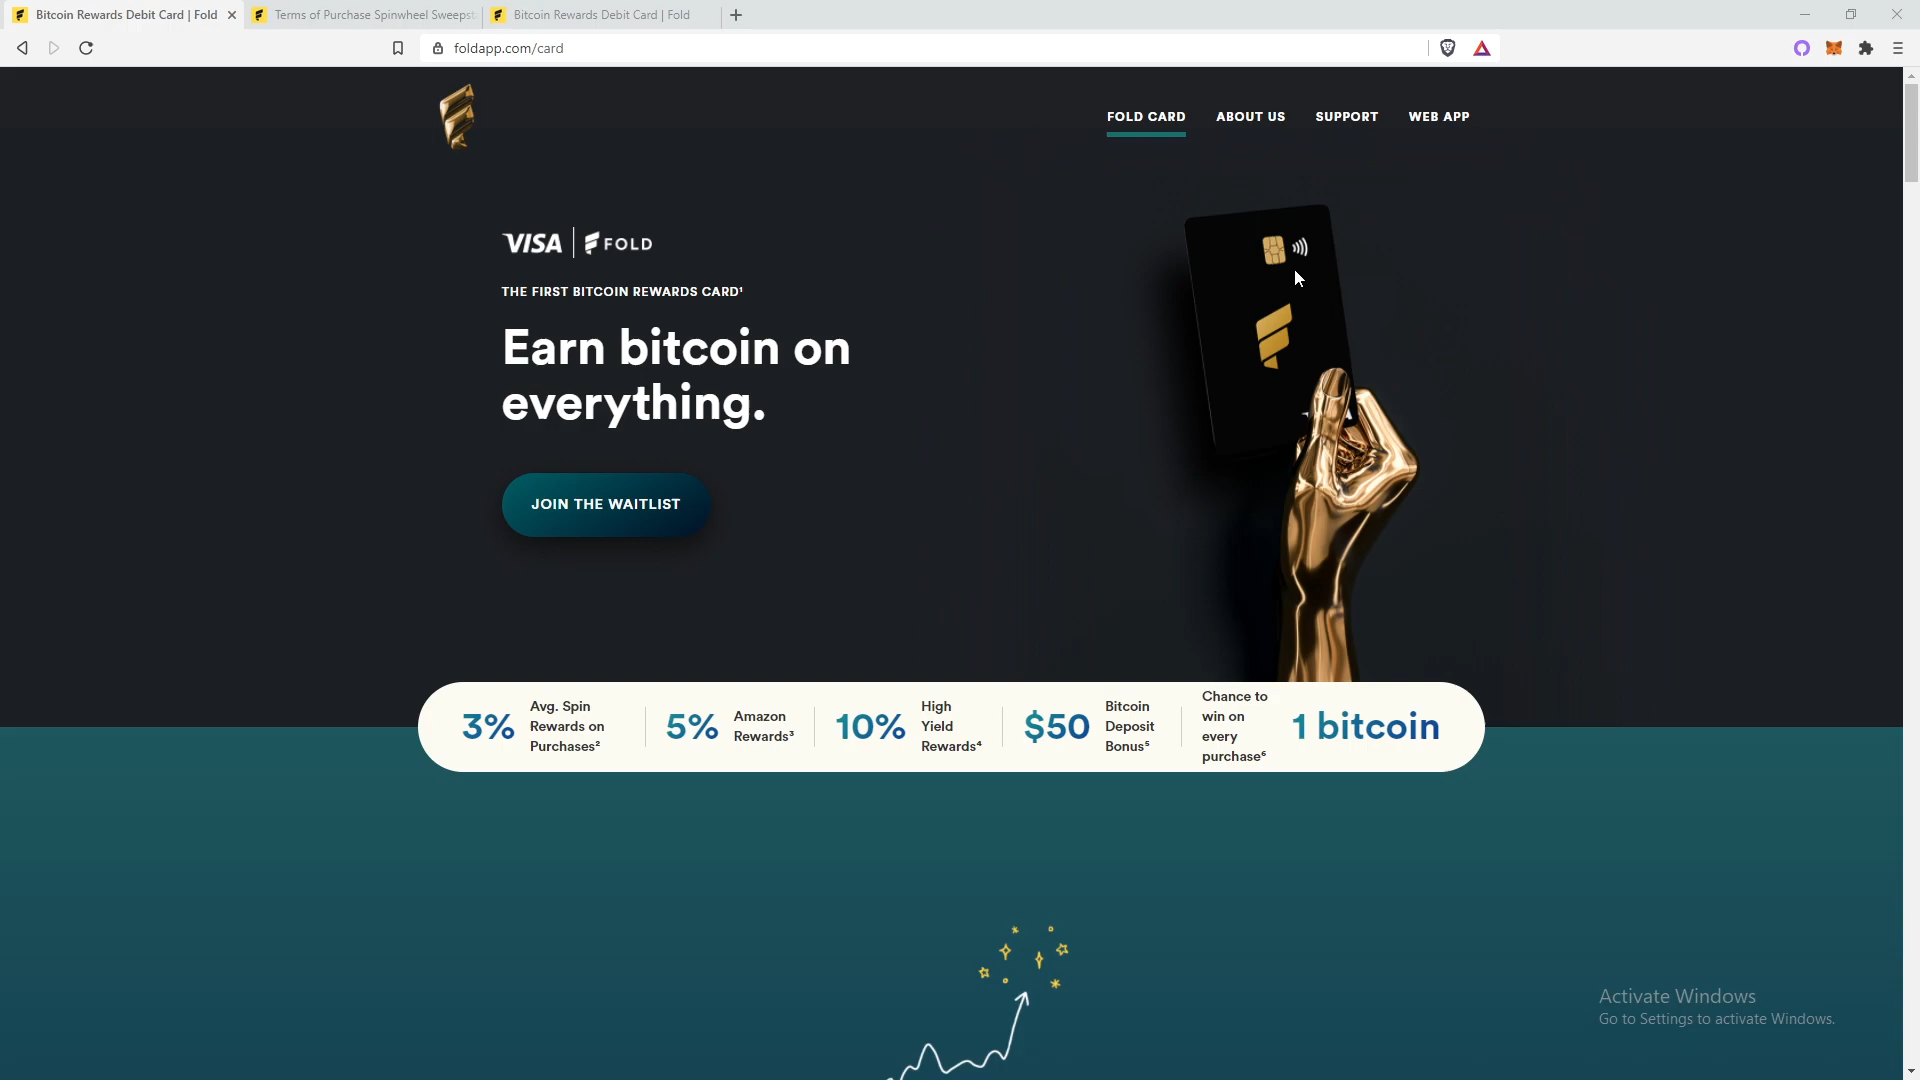 Bitcoin Rewards Debit Card | Fold
Terms of Purchase Spinwheel Sweepst
Bitcoin Rewards Debit Card | Fold
foldapp.com/card
FOLD CARD
ABOUT US
SUPPORT
WEB APP
VISA | FOLD
THE FIRST BITCOIN REWARDS CARD¹
Earn bitcoin on
everything.
JOIN THE WAITLIST
3%
Avg. Spin
Rewards on
Purchases²
5%
Amazon
Rewards³
10%
High
Yield
Rewards⁴
$50
Bitcoin
Deposit
Bonus⁵
Chance to
win on
every
purchase⁶
1 bitcoin
Activate Windows
Go to Settings to activate Windows.